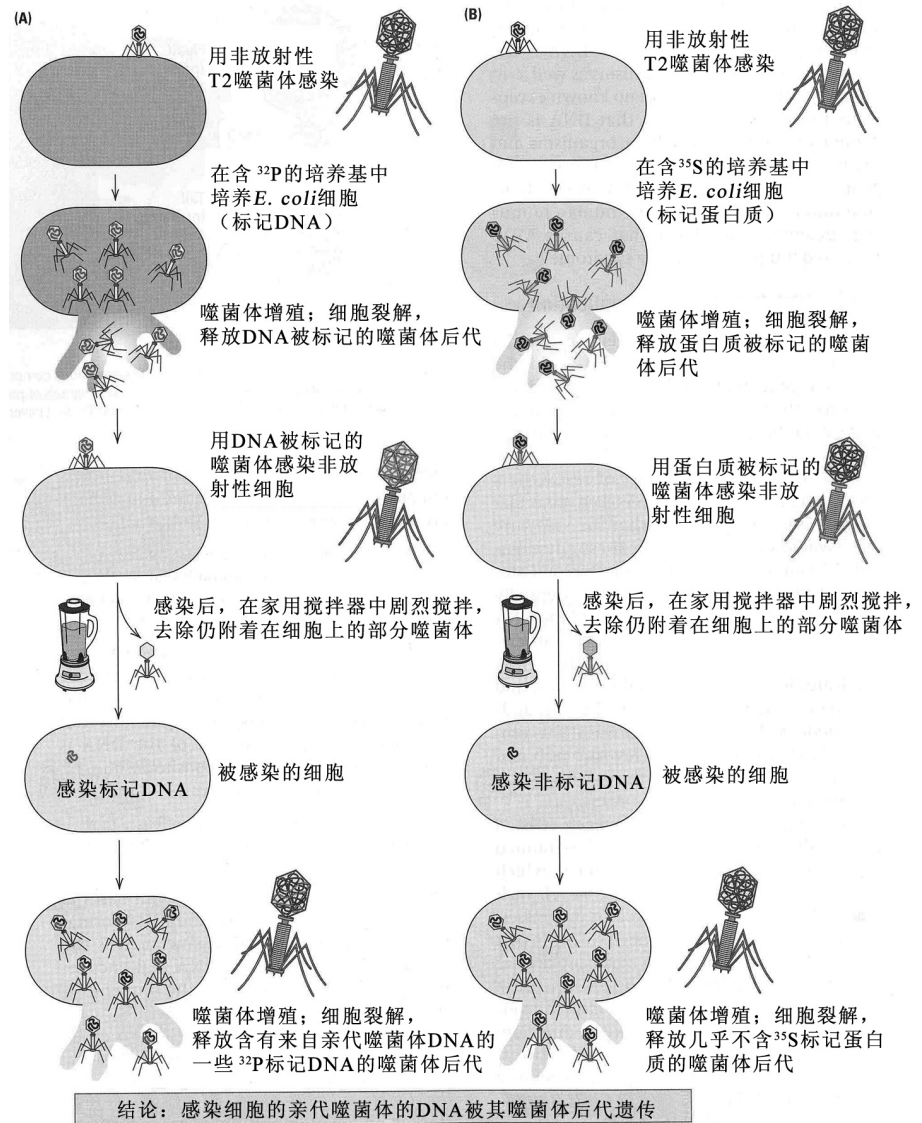 (A)
用非放射性
T2噬菌体感染
在含 ³²P的培养基中
培养E. coli细胞
（标记DNA）
噬菌体增殖；细胞裂解，
释放DNA被标记的噬菌体后代
用DNA被标记的
噬菌体感染非放
射性细胞
感染后，在家用搅拌器中剧烈搅拌，
去除仍附着在细胞上的部分噬菌体
感染标记DNA
被感染的细胞
噬菌体增殖；细胞裂解，
释放含有来自亲代噬菌体DNA的
一些 ³²P标记DNA的噬菌体后代
(B)
用非放射性
T2噬菌体感染
在含³⁵S的培养基中
培养E. coli细胞
（标记蛋白质）
噬菌体增殖；细胞裂解，
释放蛋白质被标记的噬菌
体后代
用蛋白质被标记的
噬菌体感染非放
射性细胞
感染后，在家用搅拌器中剧烈搅拌，
去除仍附着在细胞上的部分噬菌体
感染非标记DNA
被感染的细胞
噬菌体增殖；细胞裂解，
释放几乎不含³⁵S标记蛋白
质的噬菌体后代
结论：感染细胞的亲代噬菌体的DNA被其噬菌体后代遗传